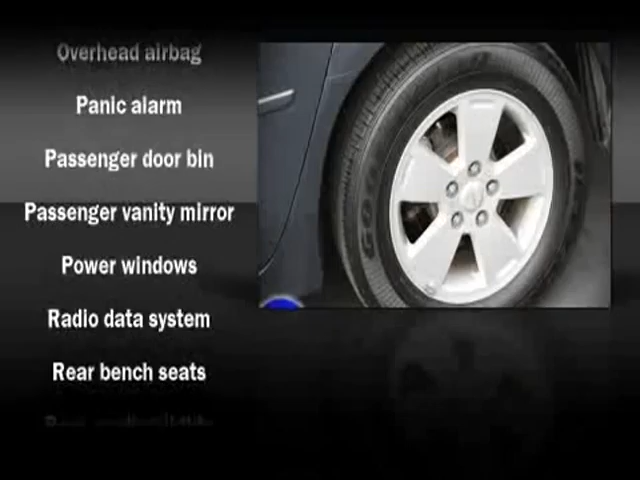 Overhead airbag
Panic alarm
Passenger door bin
Passenger vanity mirror
Power windows
Radio data system
Rear bench seats